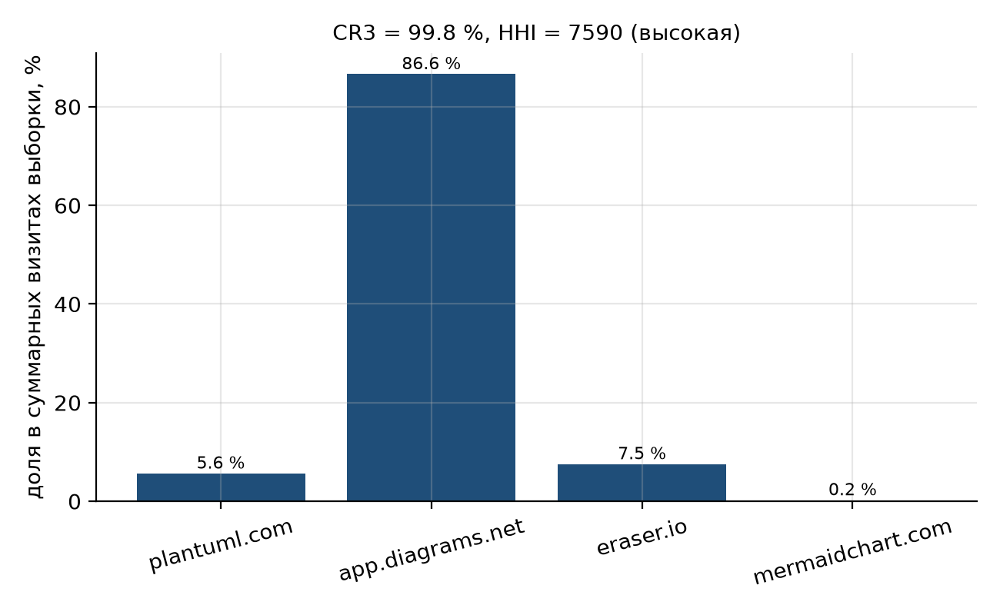 CR3 = 99.8 %, HHI = 7590 (высокая)
доля в суммарных визитах выборки, %
80
60
40
20
0
5.6 %
86.6 %
7.5 %
0.2 %
plantuml.com
app.diagrams.net
eraser.io
mermaidchart.com